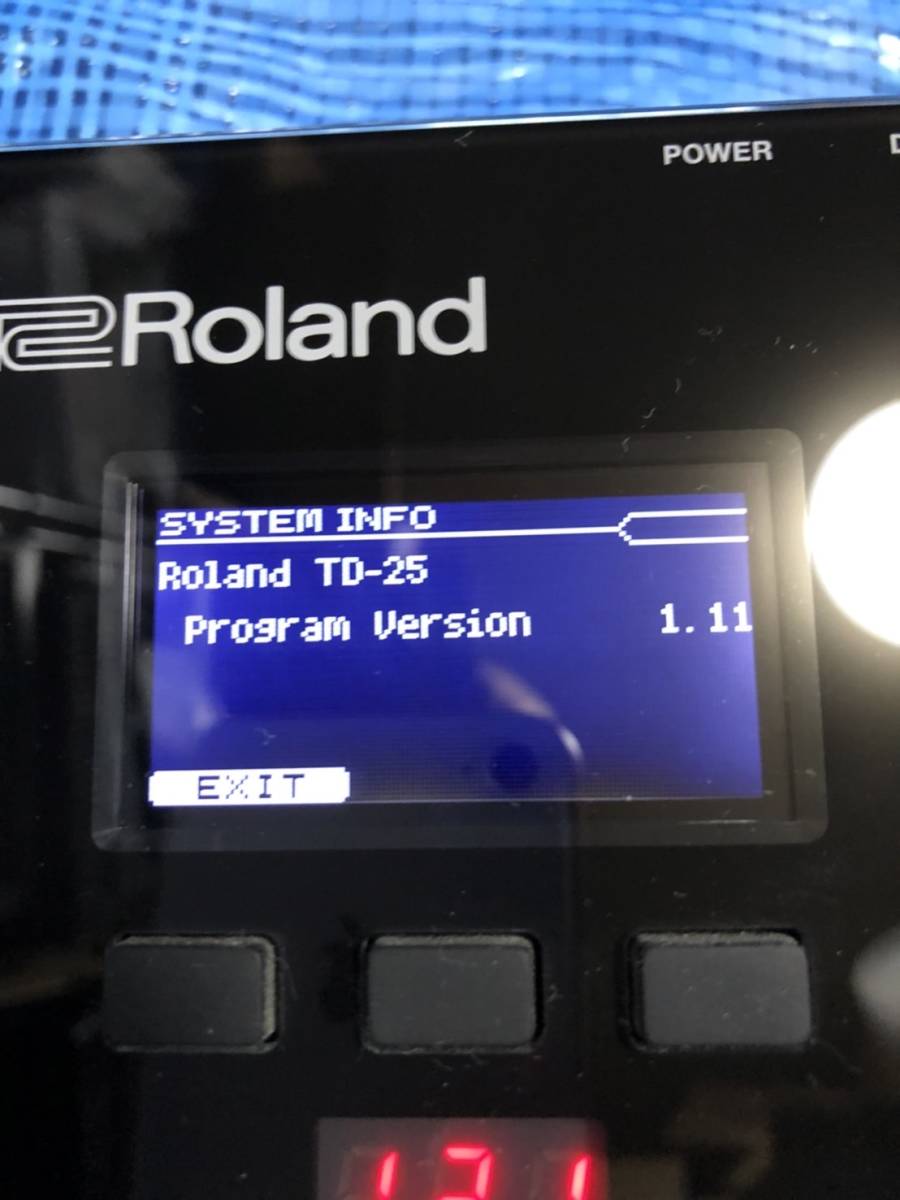 POWER
Roland
SYSTEM INFO
Roland TD-25
Program Version 1.11
EXIT